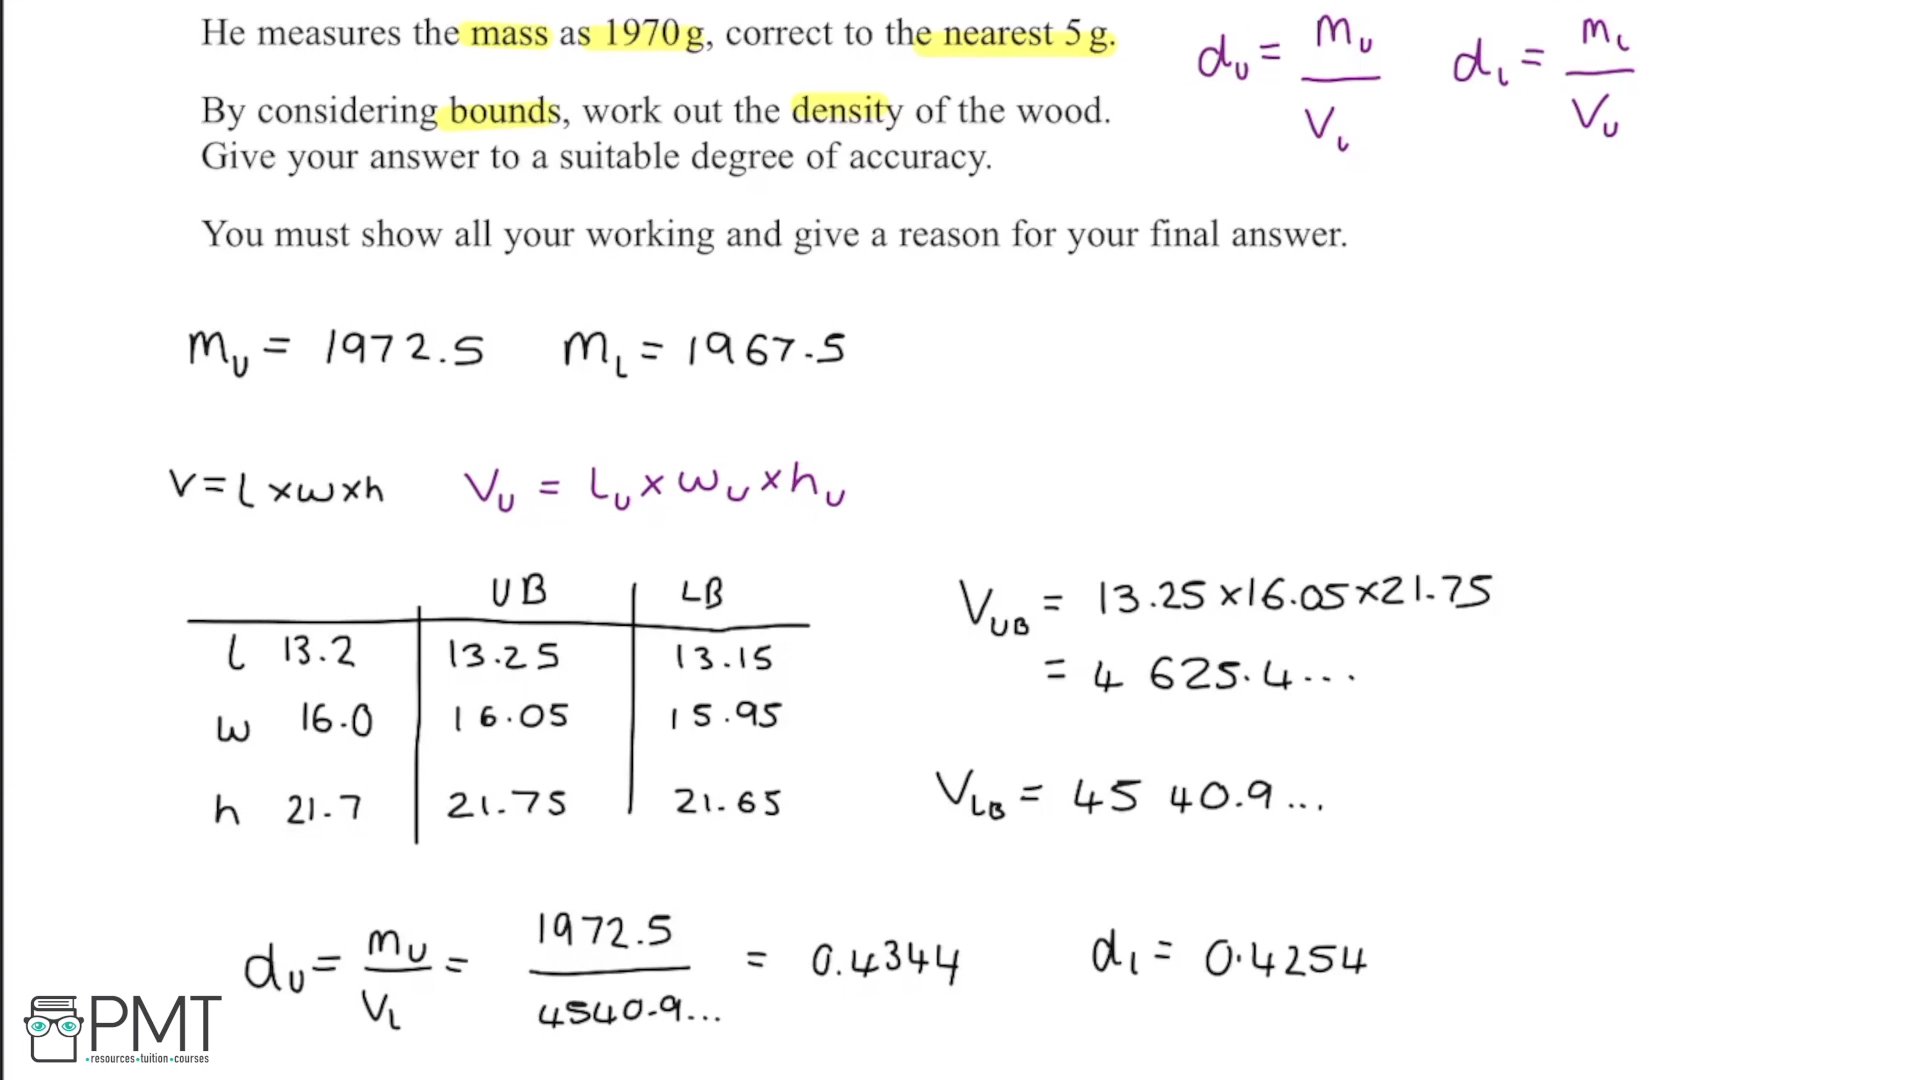 He measures the mass as 1970 g, correct to the nearest 5 g.
By considering bounds, work out the density of the wood.
Give your answer to a suitable degree of accuracy.
You must show all your working and give a reason for your final answer.
d_U = m_U / V_L
d_L = m_L / V_U
m_U = 1972.5 m_L = 1967.5
V = l × w × h V_U = L_U × w_U × h_U
UB LB
l 13.2 13.25 13.15
w 16.0 16.05 15.95
h 21.7 21.75 21.65
V_UB = 13.25 × 16.05 × 21.75
= 4 625.4...
V_LB = 45 40.9...
d_U = m_U / V_L = 1972.5 / 4540.9... = 0.4344
d_L = 0.4254
PMT
•resources•tuition•courses